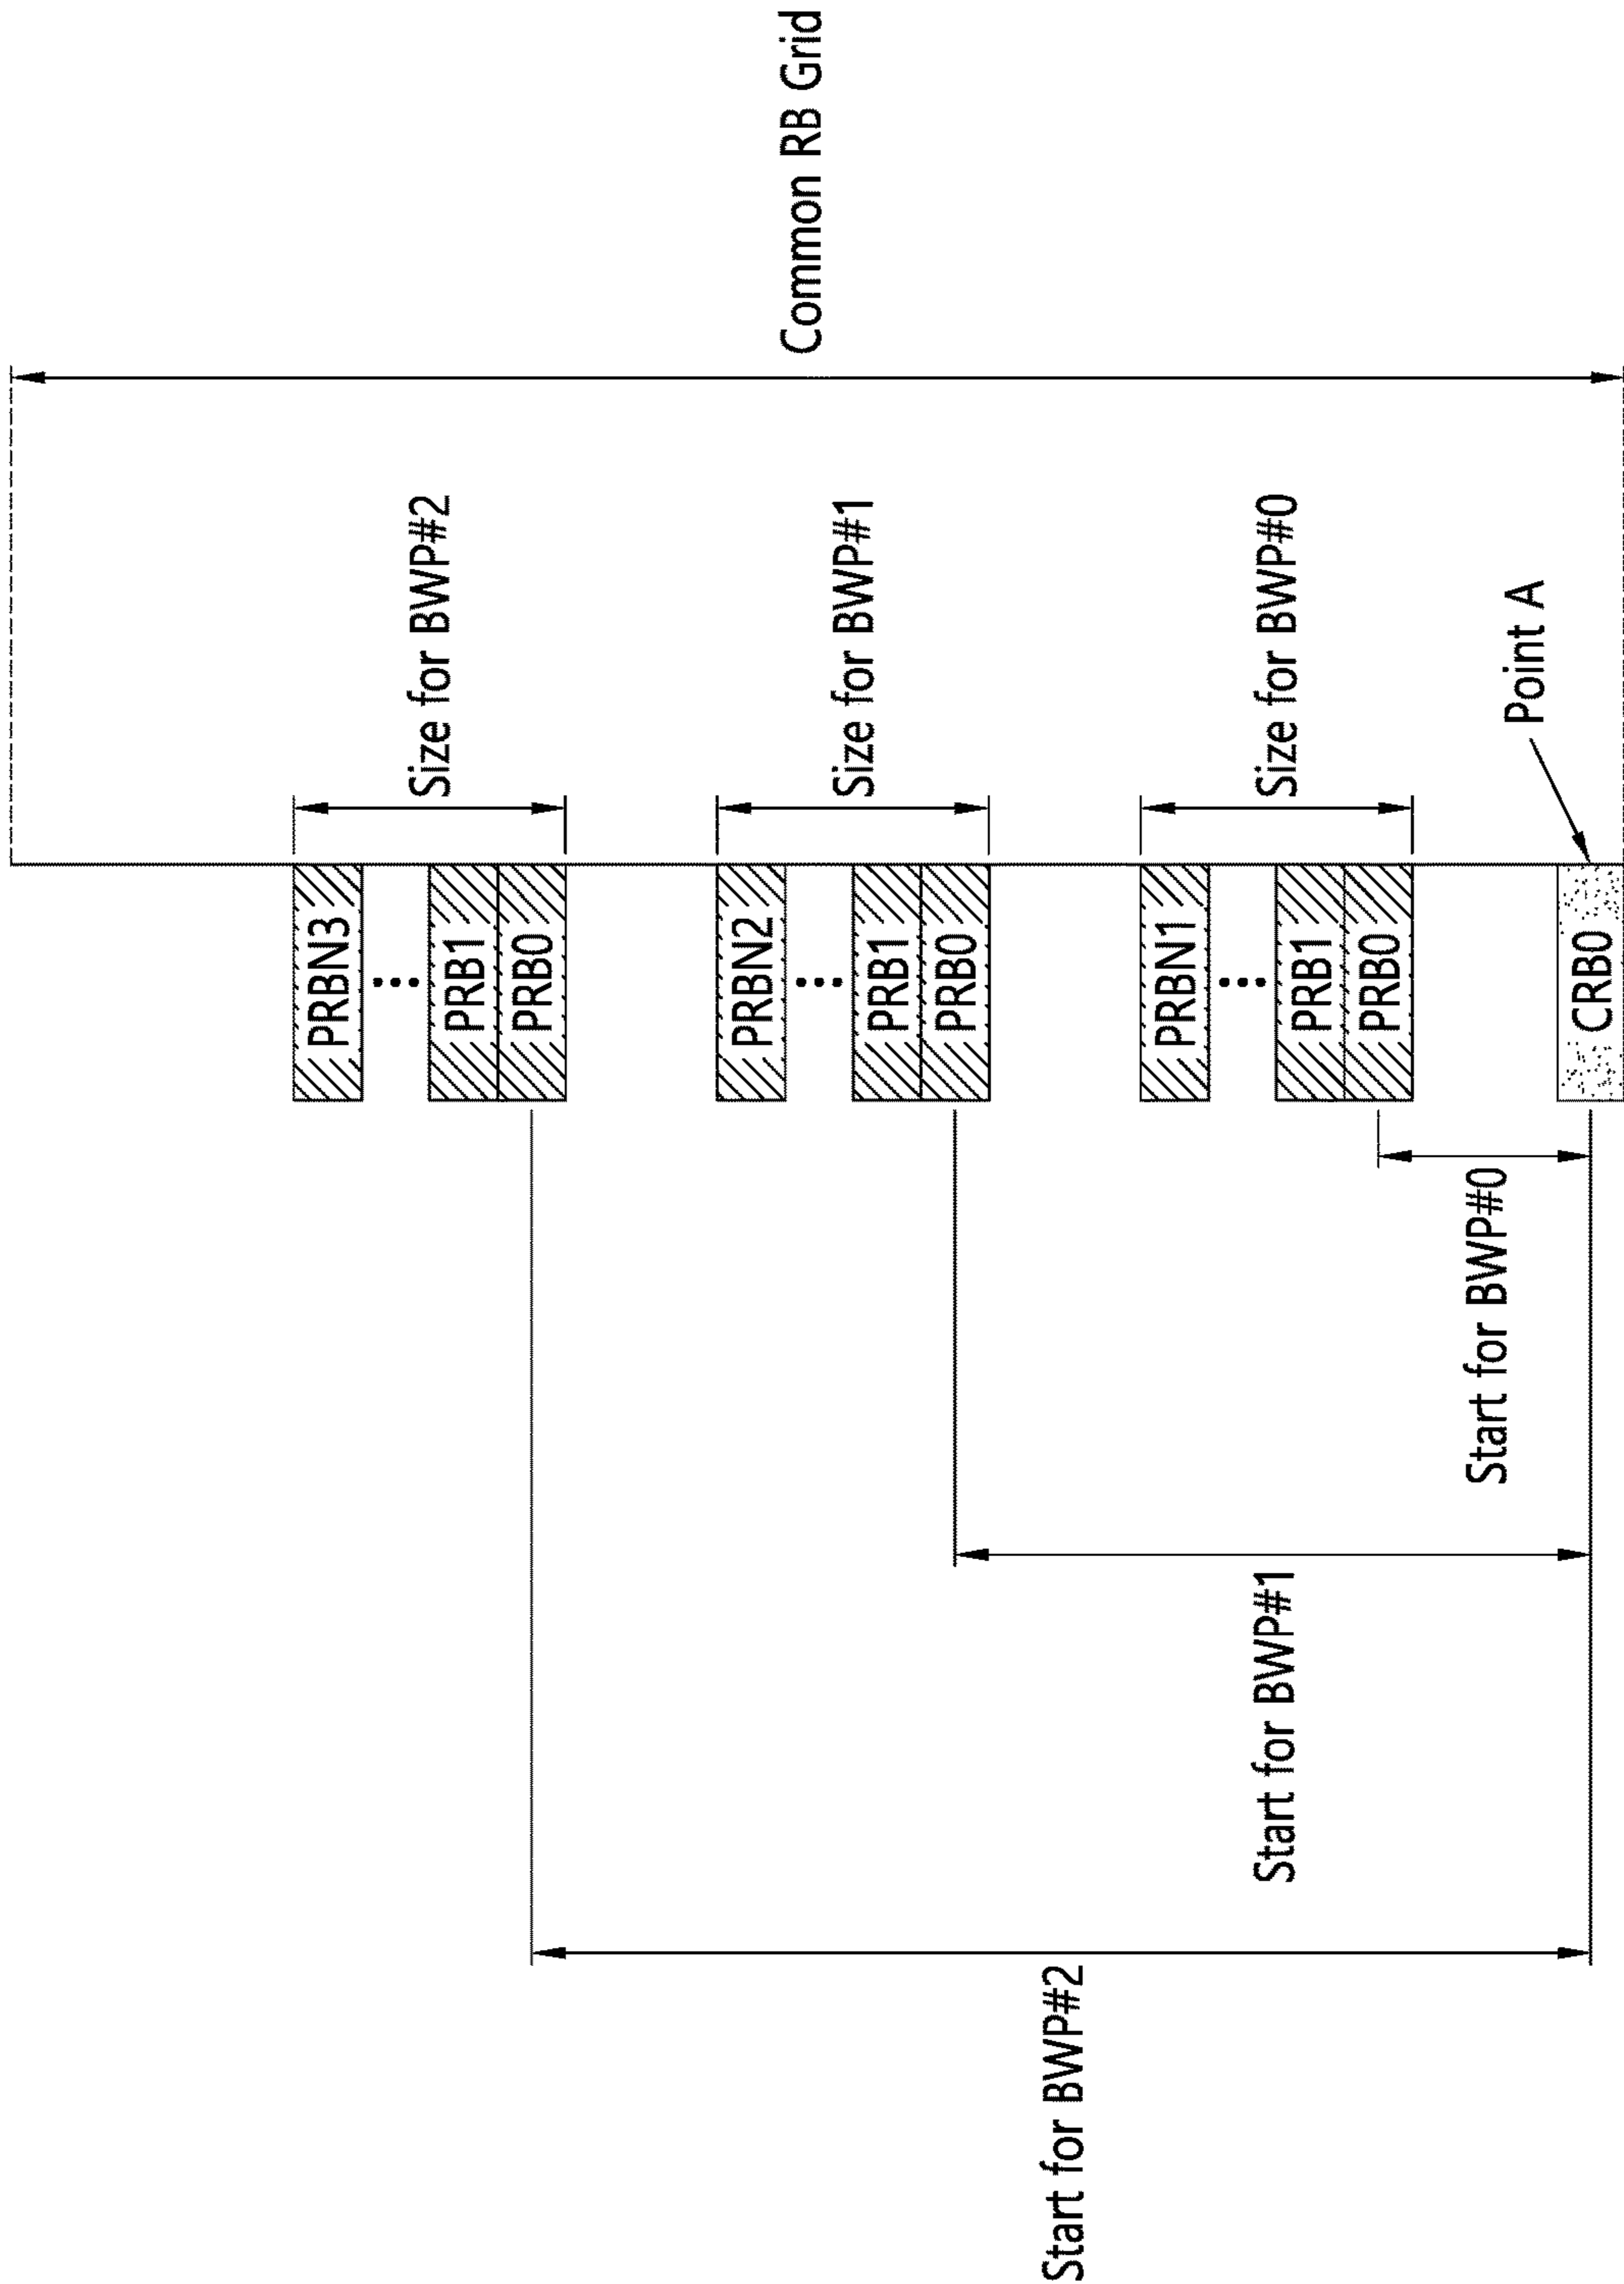 Common RB Grid
Size for BWP#2
Size for BWP#1
Size for BWP#0
Point A
PRBN3
...
PRB1
PRB0
PRBN2
...
PRB1
PRB0
PRBN1
...
PRB1
PRB0
CRB0
Start for BWP#0
Start for BWP#1
Start for BWP#2